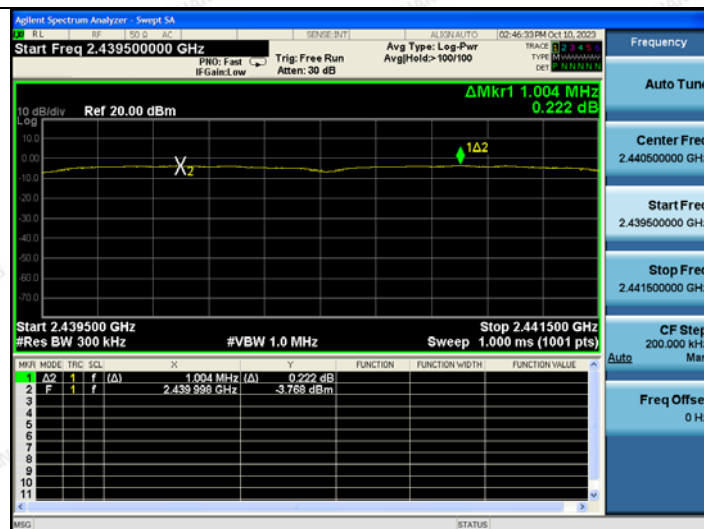 Agilent Spectrum Analyzer - Swept SA
RL RF 50 Ω AC SENSE:INT ALIGN AUTO 02:46:33 PM Oct 10, 2023
Start Freq 2.439500000 GHz
PNO: Fast
IFGain:Low
Trig: Free Run
Atten: 30 dB
Avg Type: Log-Pwr
Avg|Hold:>100/100
TRACE 1 2 3 4 5 6
TYPE
DET P N N N N N
Frequency
ΔMkr1 1.004 MHz
0.222 dB
10 dB/div Ref 20.00 dBm
Log
10.0
0.00
-10.0
-20.0
-30.0
-40.0
-50.0
-60.0
-70.0
X2
1Δ2
Start 2.439500 GHz
Stop 2.441500 GHz
#Res BW 300 kHz #VBW 1.0 MHz Sweep 1.000 ms (1001 pts)
MKR MODE TRC SCL X Y FUNCTION FUNCTION WIDTH FUNCTION VALUE
1 Δ2 1 f (Δ) 1.004 MHz (Δ) 0.222 dB
2 F 1 f 2.439 998 GHz -3.768 dBm
3
4
5
6
7
8
9
10
11
MSG STATUS
Auto Tune
Center Freq
2.440500000 GHz
Start Freq
2.439500000 GHz
Stop Freq
2.441500000 GHz
CF Step
200.000 kHz
Auto Man
Freq Offset
0 Hz